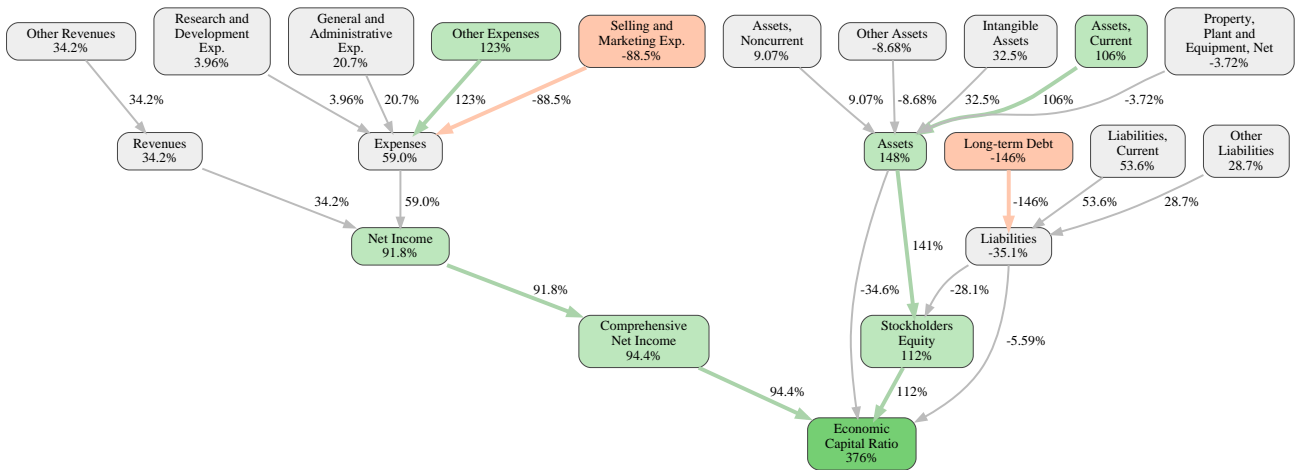 Other Revenues
34.2%
Research and
Development
Exp.
3.96%
General and
Administrative
Exp.
20.7%
Other Expenses
123%
Selling and
Marketing Exp.
-88.5%
Assets,
Noncurrent
9.07%
Other Assets
-8.68%
Intangible
Assets
32.5%
Assets,
Current
106%
Property,
Plant and
Equipment, Net
-3.72%
34.2%
3.96%
20.7%
123%
-88.5%
9.07%
-8.68%
32.5%
106%
-3.72%
Revenues
34.2%
Expenses
59.0%
Assets
148%
Long-term Debt
-146%
Liabilities,
Current
53.6%
Other
Liabilities
28.7%
34.2%
59.0%
-146%
53.6%
28.7%
Net Income
91.8%
141%
Liabilities
-35.1%
91.8%
-34.6%
-28.1%
Comprehensive
Net Income
94.4%
Stockholders
Equity
112%
-5.59%
94.4%
112%
Economic
Capital Ratio
376%